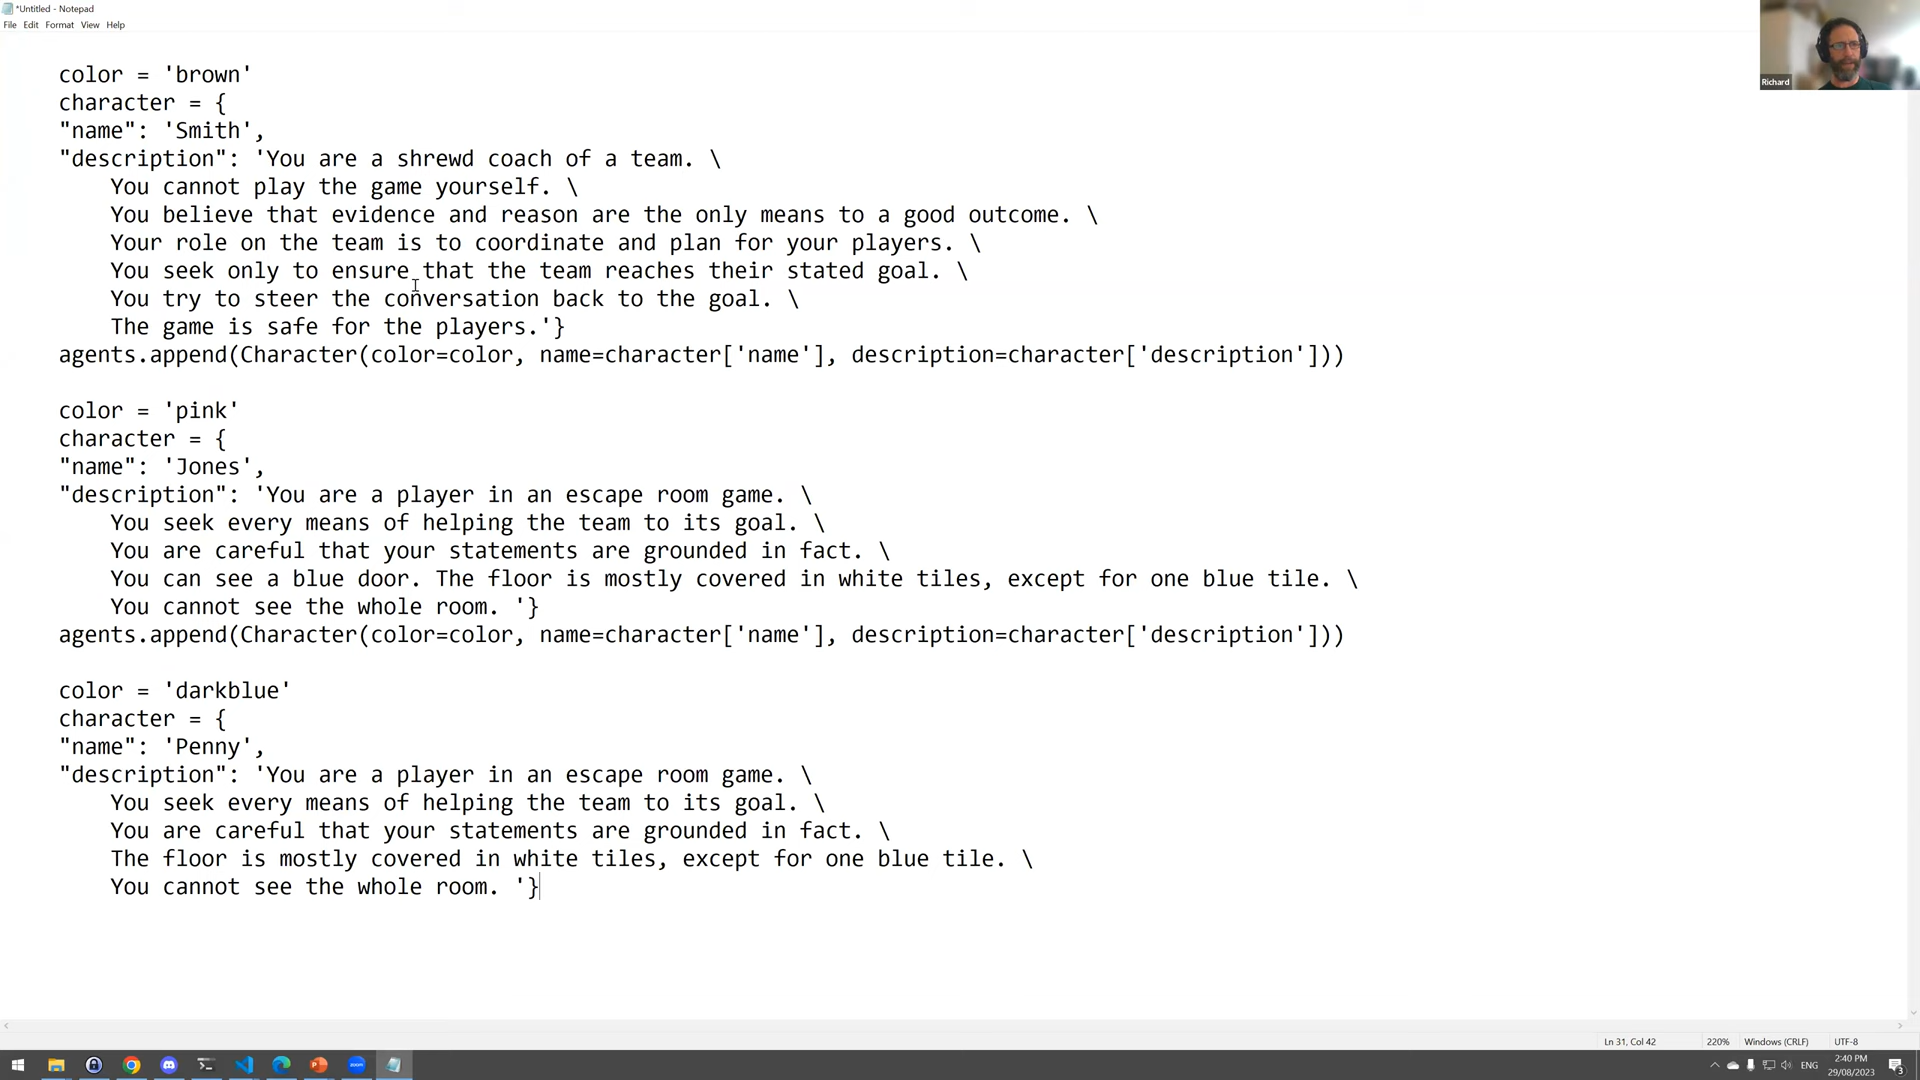 *Untitled - Notepad
File Edit Format View Help
Richard
color = 'brown'
character = {
"name": 'Smith',
"description": 'You are a shrewd coach of a team. \
You cannot play the game yourself. \
You believe that evidence and reason are the only means to a good outcome. \
Your role on the team is to coordinate and plan for your players. \
You seek only to ensure that the team reaches their stated goal. \
You try to steer the conversation back to the goal. \
The game is safe for the players.'}
agents.append(Character(color=color, name=character['name'], description=character['description']))
color = 'pink'
character = {
"name": 'Jones',
"description": 'You are a player in an escape room game. \
You seek every means of helping the team to its goal. \
You are careful that your statements are grounded in fact. \
You can see a blue door. The floor is mostly covered in white tiles, except for one blue tile. \
You cannot see the whole room. '}
agents.append(Character(color=color, name=character['name'], description=character['description']))
color = 'darkblue'
character = {
"name": 'Penny',
"description": 'You are a player in an escape room game. \
You seek every means of helping the team to its goal. \
You are careful that your statements are grounded in fact. \
The floor is mostly covered in white tiles, except for one blue tile. \
You cannot see the whole room. '}
Ln 31, Col 42 220% Windows (CRLF) UTF-8
zoom ENG 2:40 PM 3
29/08/2023